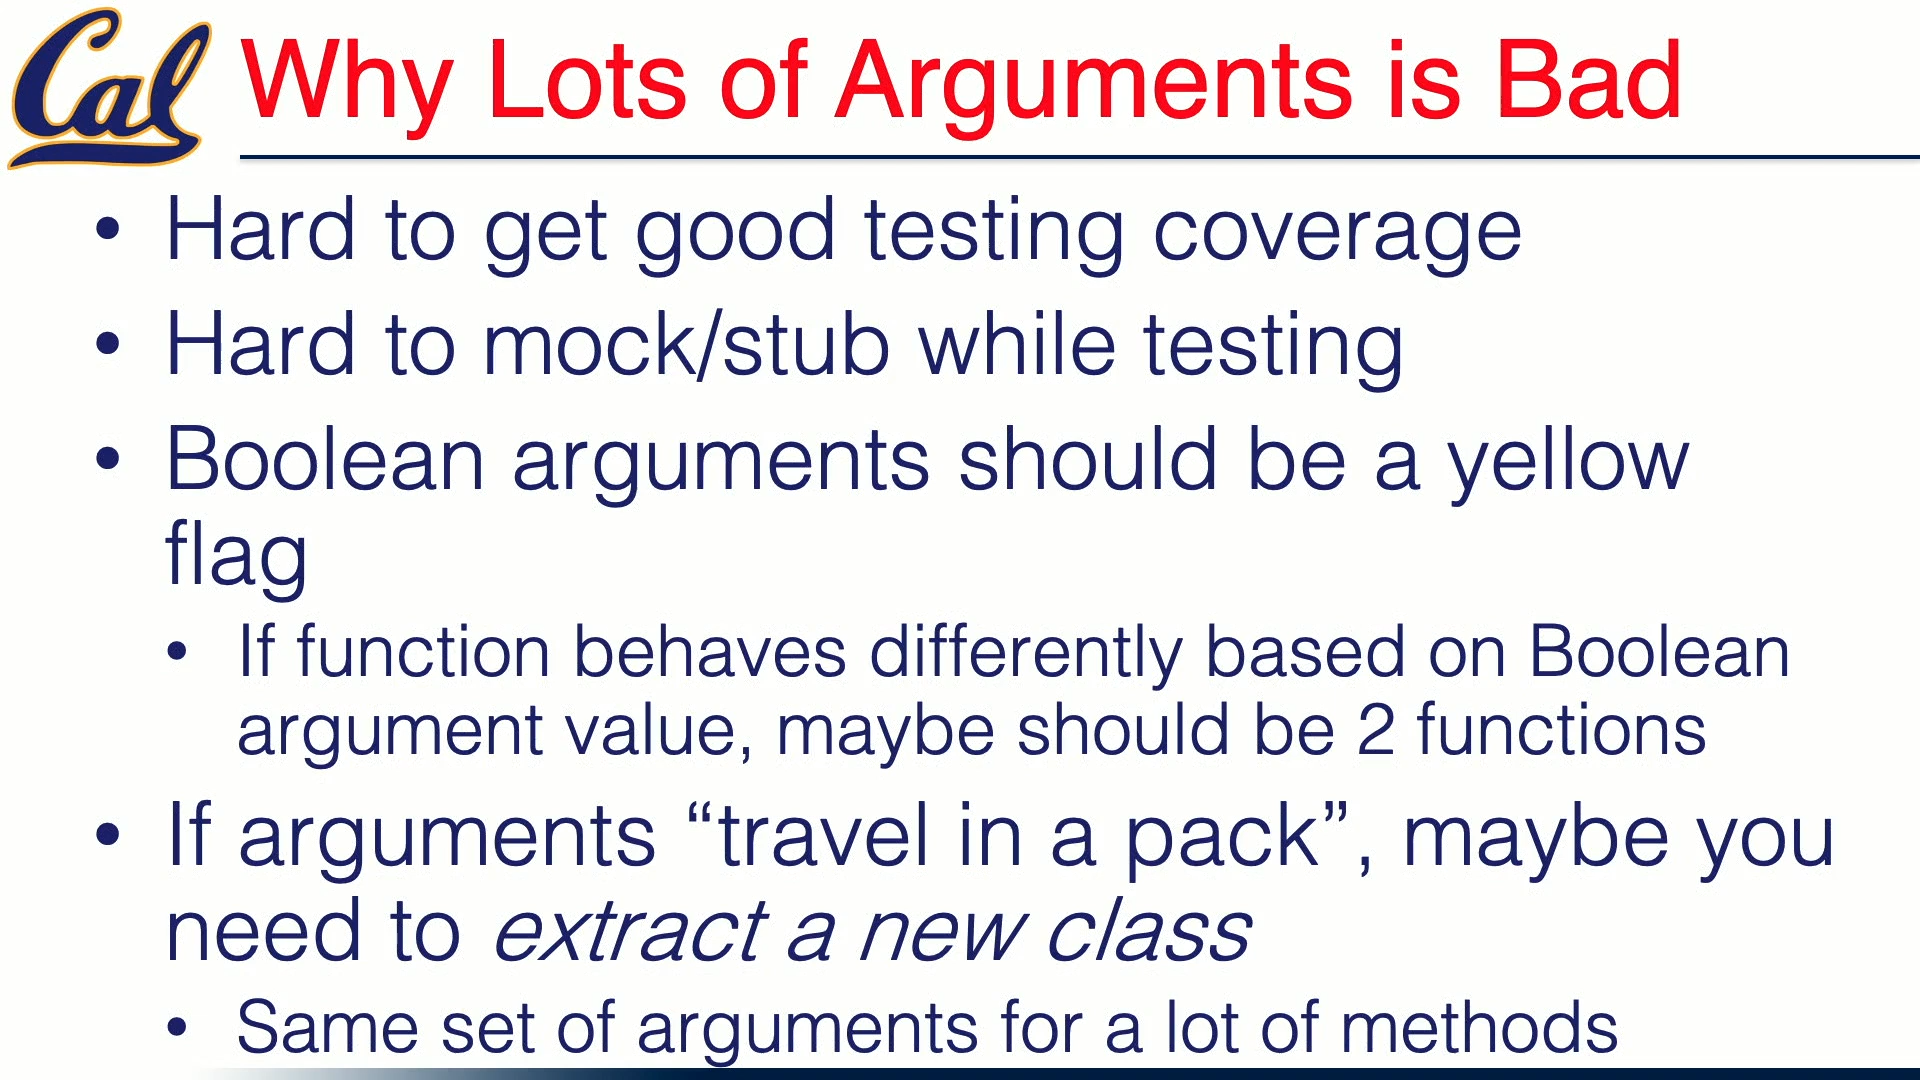 Cal
Why Lots of Arguments is Bad
• Hard to get good testing coverage
• Hard to mock/stub while testing
• Boolean arguments should be a yellow
flag
• If function behaves differently based on Boolean
argument value, maybe should be 2 functions
• If arguments “travel in a pack”, maybe you
need to extract a new class
• Same set of arguments for a lot of methods